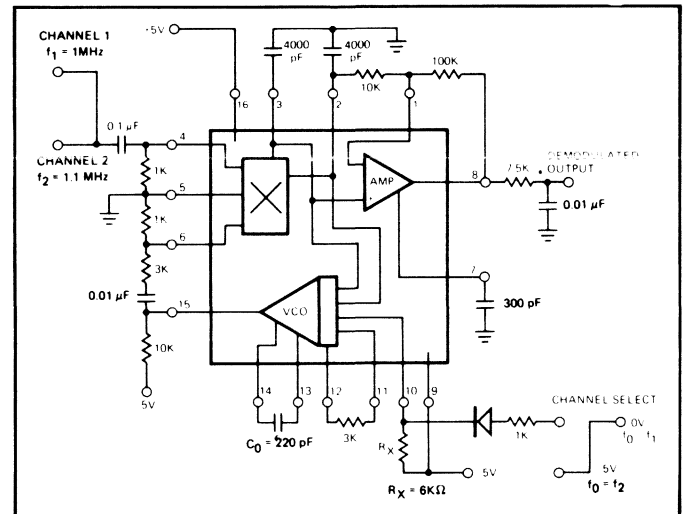 CHANNEL 1
f1 = 1MHz
5V
4000
pF
4000
pF
10K
100K
16
3
2
1
0.1 µF
4
CHANNEL 2
f2 = 1.1 MHz
1K
5
1K
6
3K
0.01 µF
15
10K
5V
AMP
+
8
7.5K
DEMODULATED
OUTPUT
0.01 µF
7
300 pF
VCO
14
13
12
11
10
9
C0 = 220 pF
3K
RX
RX = 6KΩ
5V
1K
CHANNEL SELECT
0V
f0 f1
5V
f0 = f2